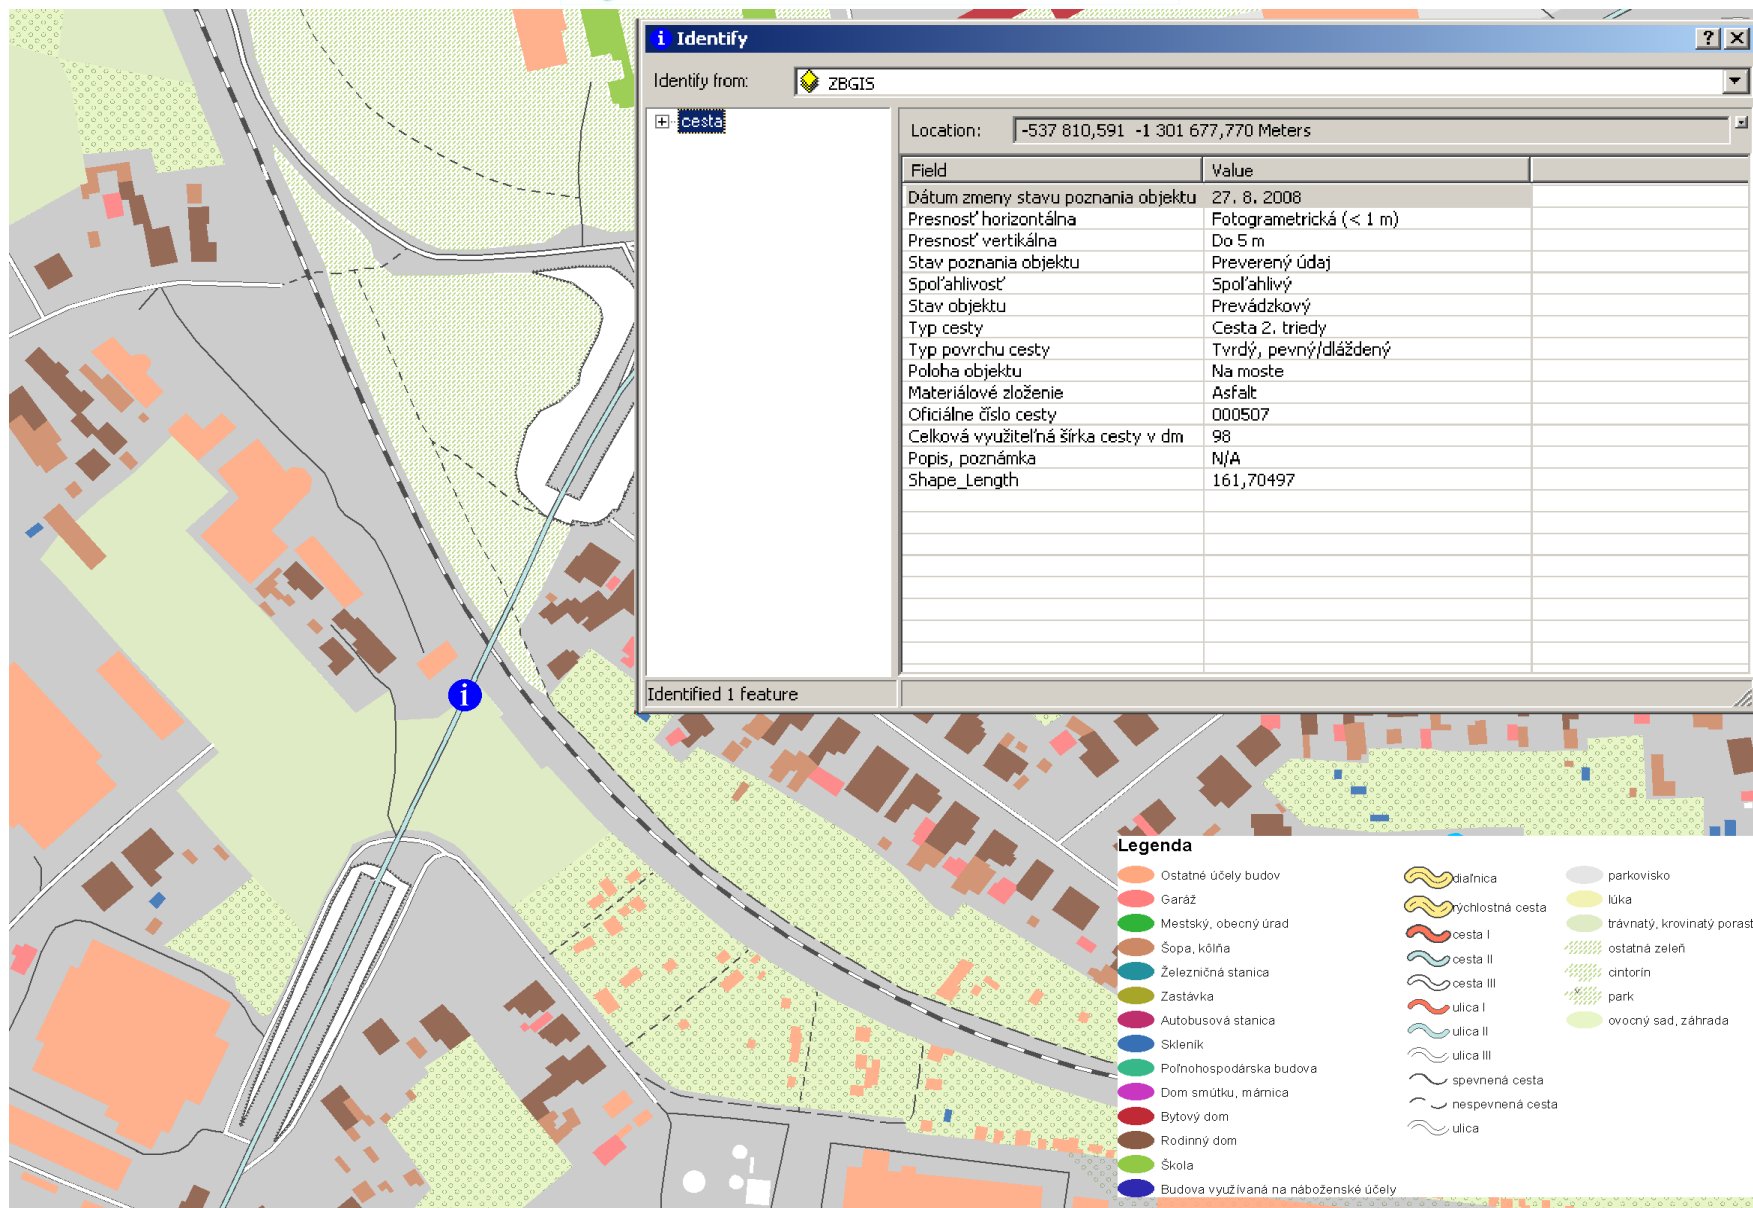 Identify
Identify from: ZBGIS
cesta
Location: -537 810,591 -1 301 677,770 Meters
Field Value
Dátum zmeny stavu poznania objektu 27. 8. 2008
Presnosť horizontálna Fotogrametrická (< 1 m)
Presnosť vertikálna Do 5 m
Stav poznania objektu Preverený údaj
Spoľahlivosť Spoľahlivý
Stav objektu Prevádzkový
Typ cesty Cesta 2. triedy
Typ povrchu cesty Tvrdý, pevný/dláždený
Poloha objektu Na moste
Materiálové zloženie Asfalt
Oficiálne číslo cesty 000507
Celková využiteľná šírka cesty v dm 98
Popis, poznámka N/A
Shape_Length 161,70497
Identified 1 feature
i
Legenda
Ostatné účely budov
Garáž
Mestský, obecný úrad
Šopa, kôlňa
Železničná stanica
Zastávka
Autobusová stanica
Skleník
Poľnohospodárska budova
Dom smútku, márnica
Bytový dom
Rodinný dom
Škola
Budova využívaná na náboženské účely
diaľnica
rýchlostná cesta
cesta I
cesta II
cesta III
ulica I
ulica II
ulica III
spevnená cesta
nespevnená cesta
ulica
parkovisko
lúka
trávnatý, krovinatý porast
ostatná zeleň
cintorín
park
ovocný sad, záhrada